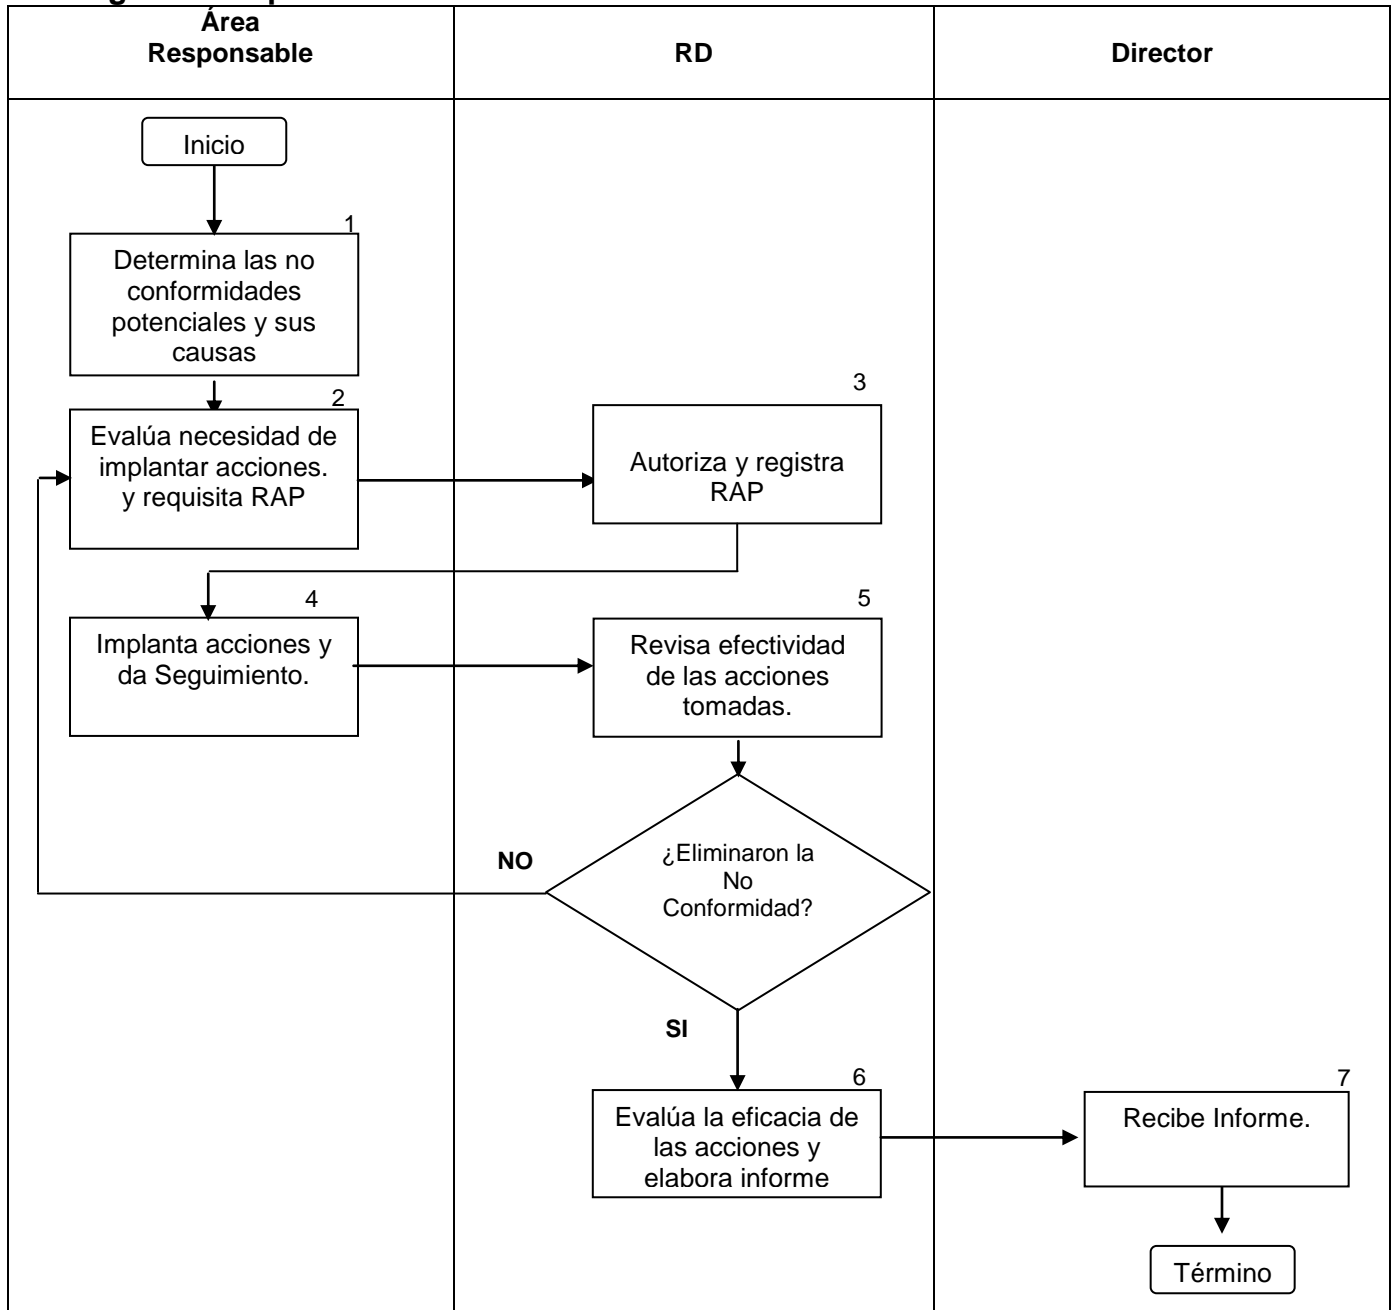 Área
Responsable
RD
Director
Inicio
1
Determina las no
conformidades
potenciales y sus
causas
2
Evalúa necesidad de
implantar acciones.
y requisita RAP
3
Autoriza y registra
RAP
4
Implanta acciones y
da Seguimiento.
5
Revisa efectividad
de las acciones
tomadas.
¿Eliminaron la
No
Conformidad?
NO
SI
6
Evalúa la eficacia de
las acciones y
elabora informe
7
Recibe Informe.
Término